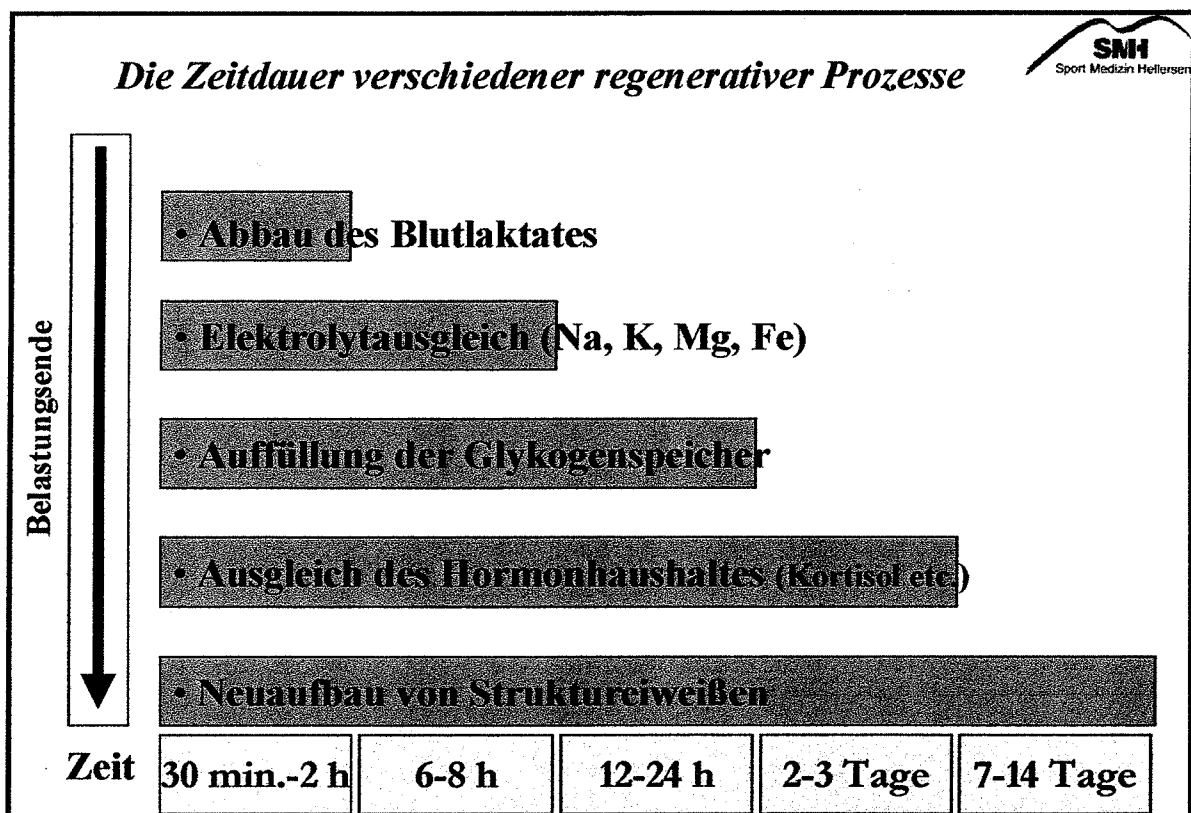 SMH
Sport Medizin Hellersen
Die Zeitdauer verschiedener regenerativer Prozesse
Belastungsende
• Abbau des Blutlaktates
• Elektrolytausgleich (Na, K, Mg, Fe)
• Auffüllung der Glykogenspeicher
• Ausgleich des Hormonhaushaltes (Kortisol etc.)
• Neuaufbau von Struktureiweißen
Zeit 30 min.-2 h 6-8 h 12-24 h 2-3 Tage 7-14 Tage